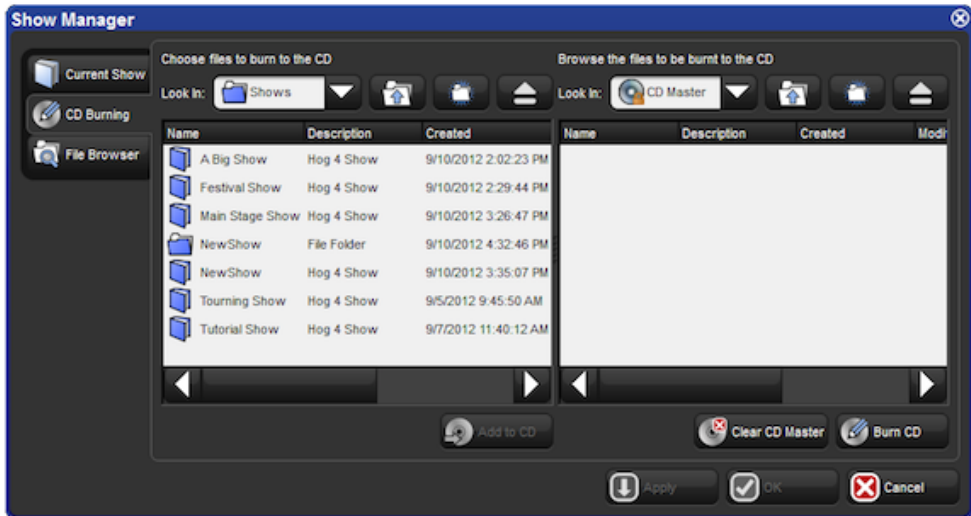 Show Manager
Current Show
CD Burning
File Browser
Choose files to burn to the CD
Look In: Shows
Name Description Created
A Big Show Hog 4 Show 9/10/2012 2:02:23 PM
Festival Show Hog 4 Show 9/10/2012 2:29:44 PM
Main Stage Show Hog 4 Show 9/10/2012 3:26:47 PM
NewShow File Folder 9/10/2012 4:32:46 PM
NewShow Hog 4 Show 9/10/2012 3:35:07 PM
Tourning Show Hog 4 Show 9/5/2012 9:45:50 AM
Tutorial Show Hog 4 Show 9/7/2012 11:40:12 AM
Add to CD
Browse the files to be burnt to the CD
Look In: CD Master
Name Description Created Modi
Clear CD Master Burn CD
Apply OK Cancel